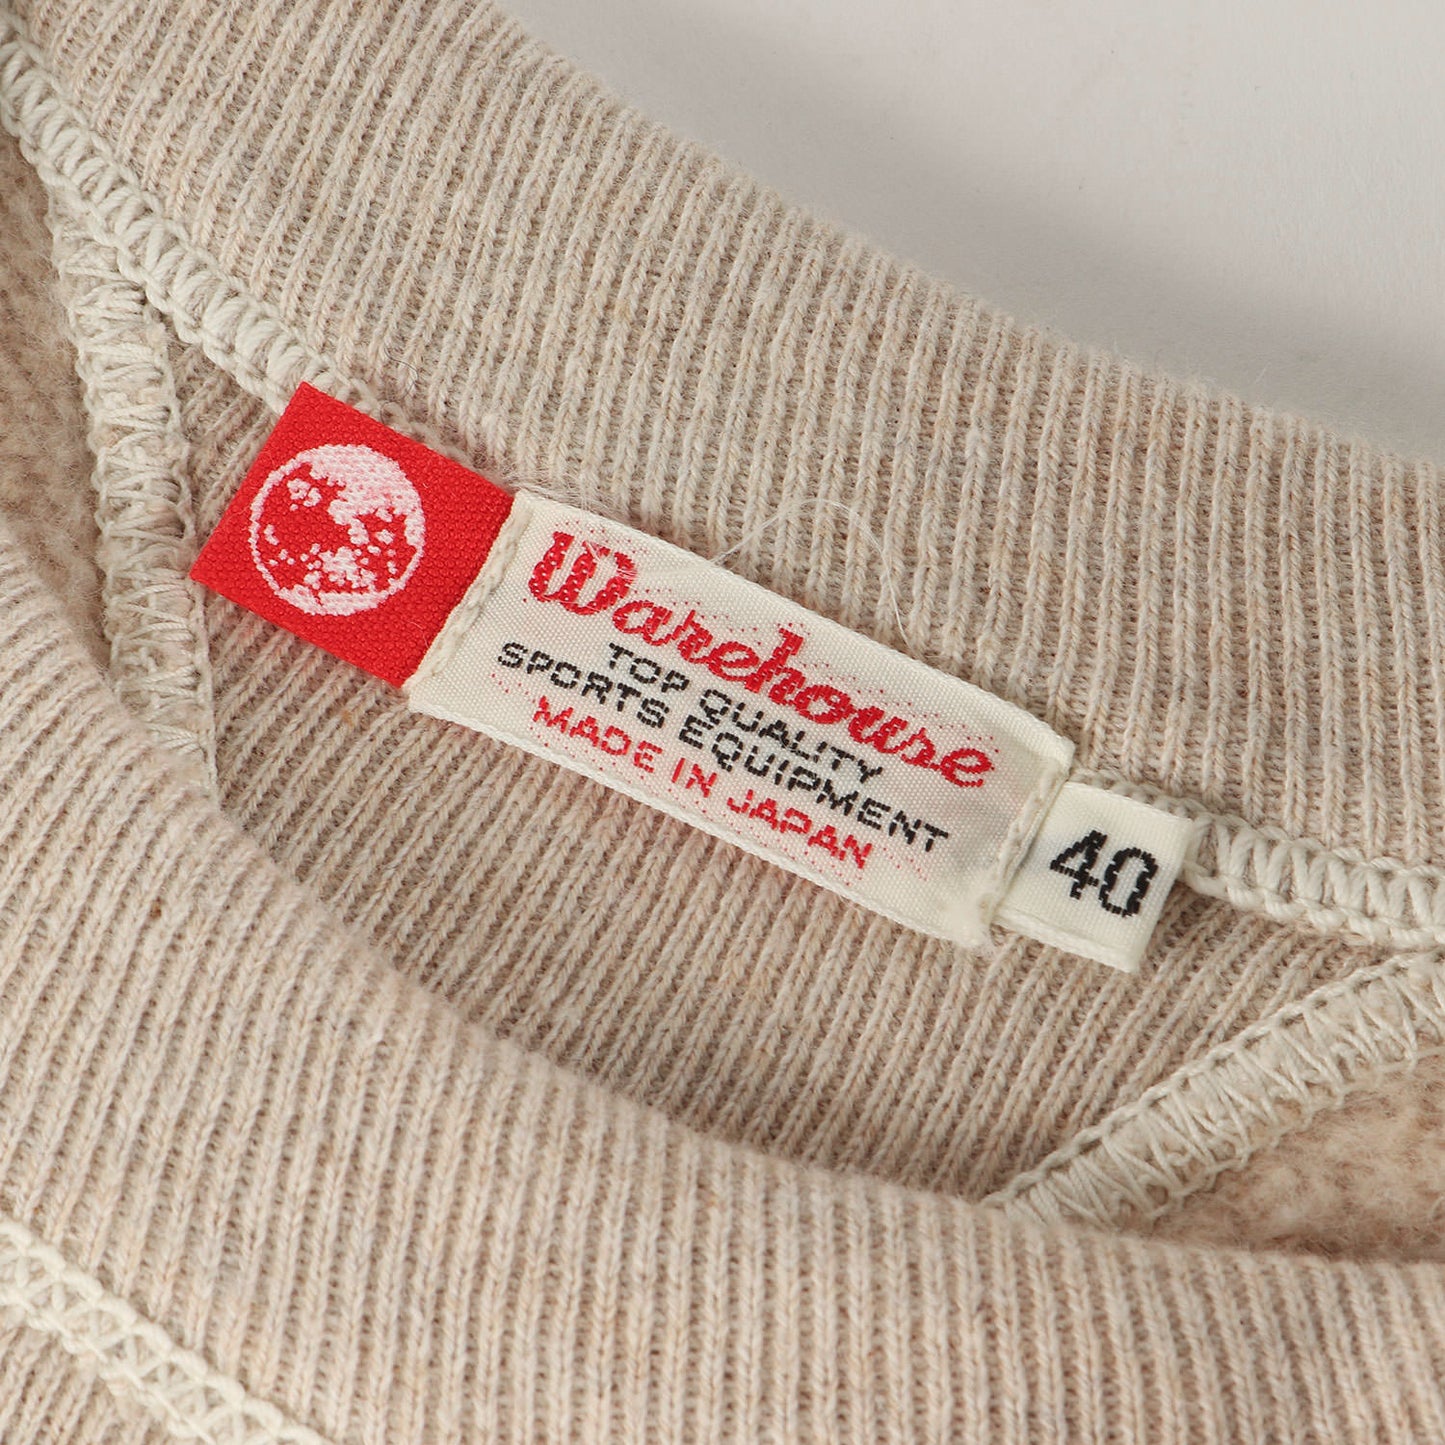 Warehouse
TOP QUALITY
SPORTS EQUIPMENT
MADE IN JAPAN
40